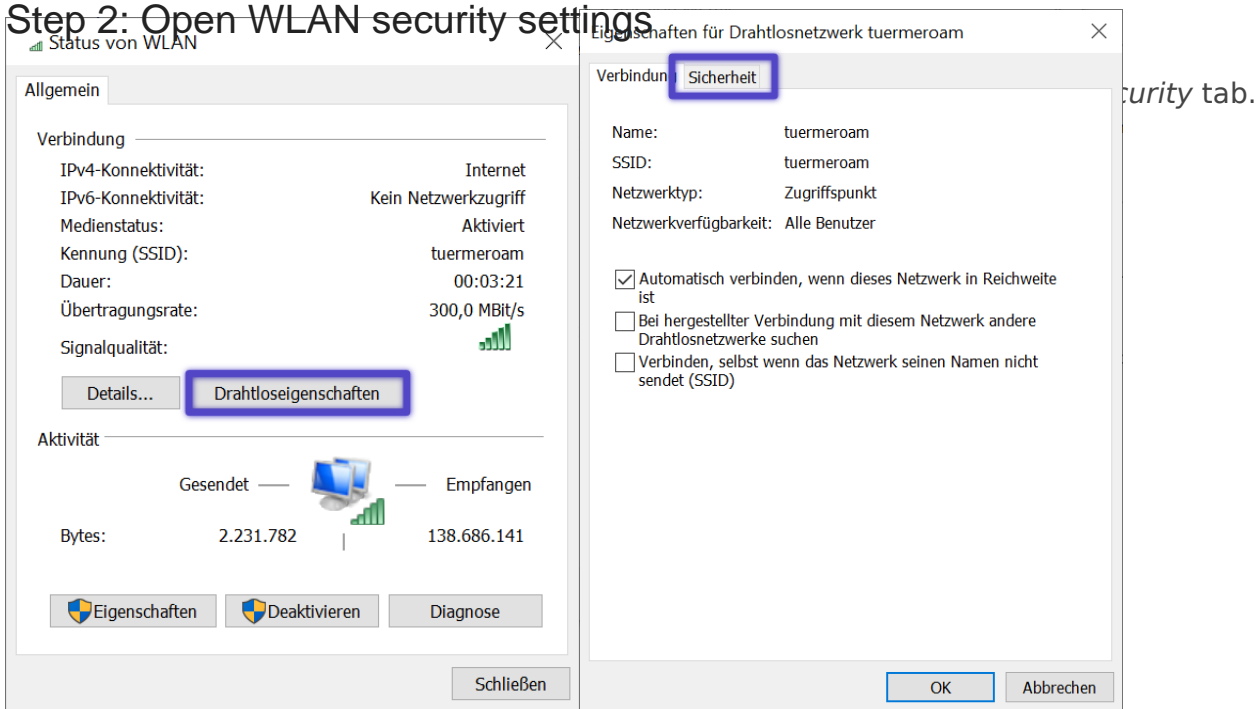 Step 2: Open WLAN security settings
Status von WLAN
Allgemein
Verbindung
IPv4-Konnektivität: Internet
IPv6-Konnektivität: Kein Netzwerkzugriff
Medienstatus: Aktiviert
Kennung (SSID): tuermeroam
Dauer: 00:03:21
Übertragungsrate: 300,0 MBit/s
Signalqualität:
Details... Drahtloseigenschaften
Aktivität
Gesendet Empfangen
Bytes: 2.231.782 138.686.141
Eigenschaften Deaktivieren Diagnose
Schließen
Eigenschaften für Drahtlosnetzwerk tuermeroam
Verbindung Sicherheit
Name: tuermeroam
SSID: tuermeroam
Netzwerktyp: Zugriffspunkt
Netzwerkverfügbarkeit: Alle Benutzer
Automatisch verbinden, wenn dieses Netzwerk in Reichweite
ist
Bei hergestellter Verbindung mit diesem Netzwerk andere
Drahtlosnetzwerke suchen
Verbinden, selbst wenn das Netzwerk seinen Namen nicht
sendet (SSID)
OK Abbrechen
curity tab.